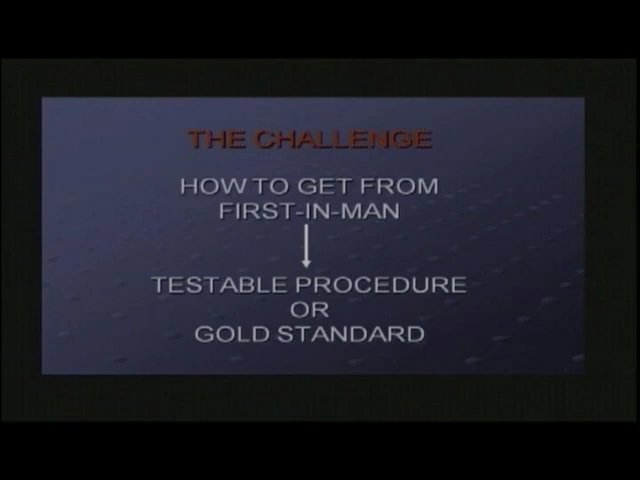 THE CHALLENGE
HOW TO GET FROM
FIRST-IN-MAN
TESTABLE PROCEDURE
OR
GOLD STANDARD